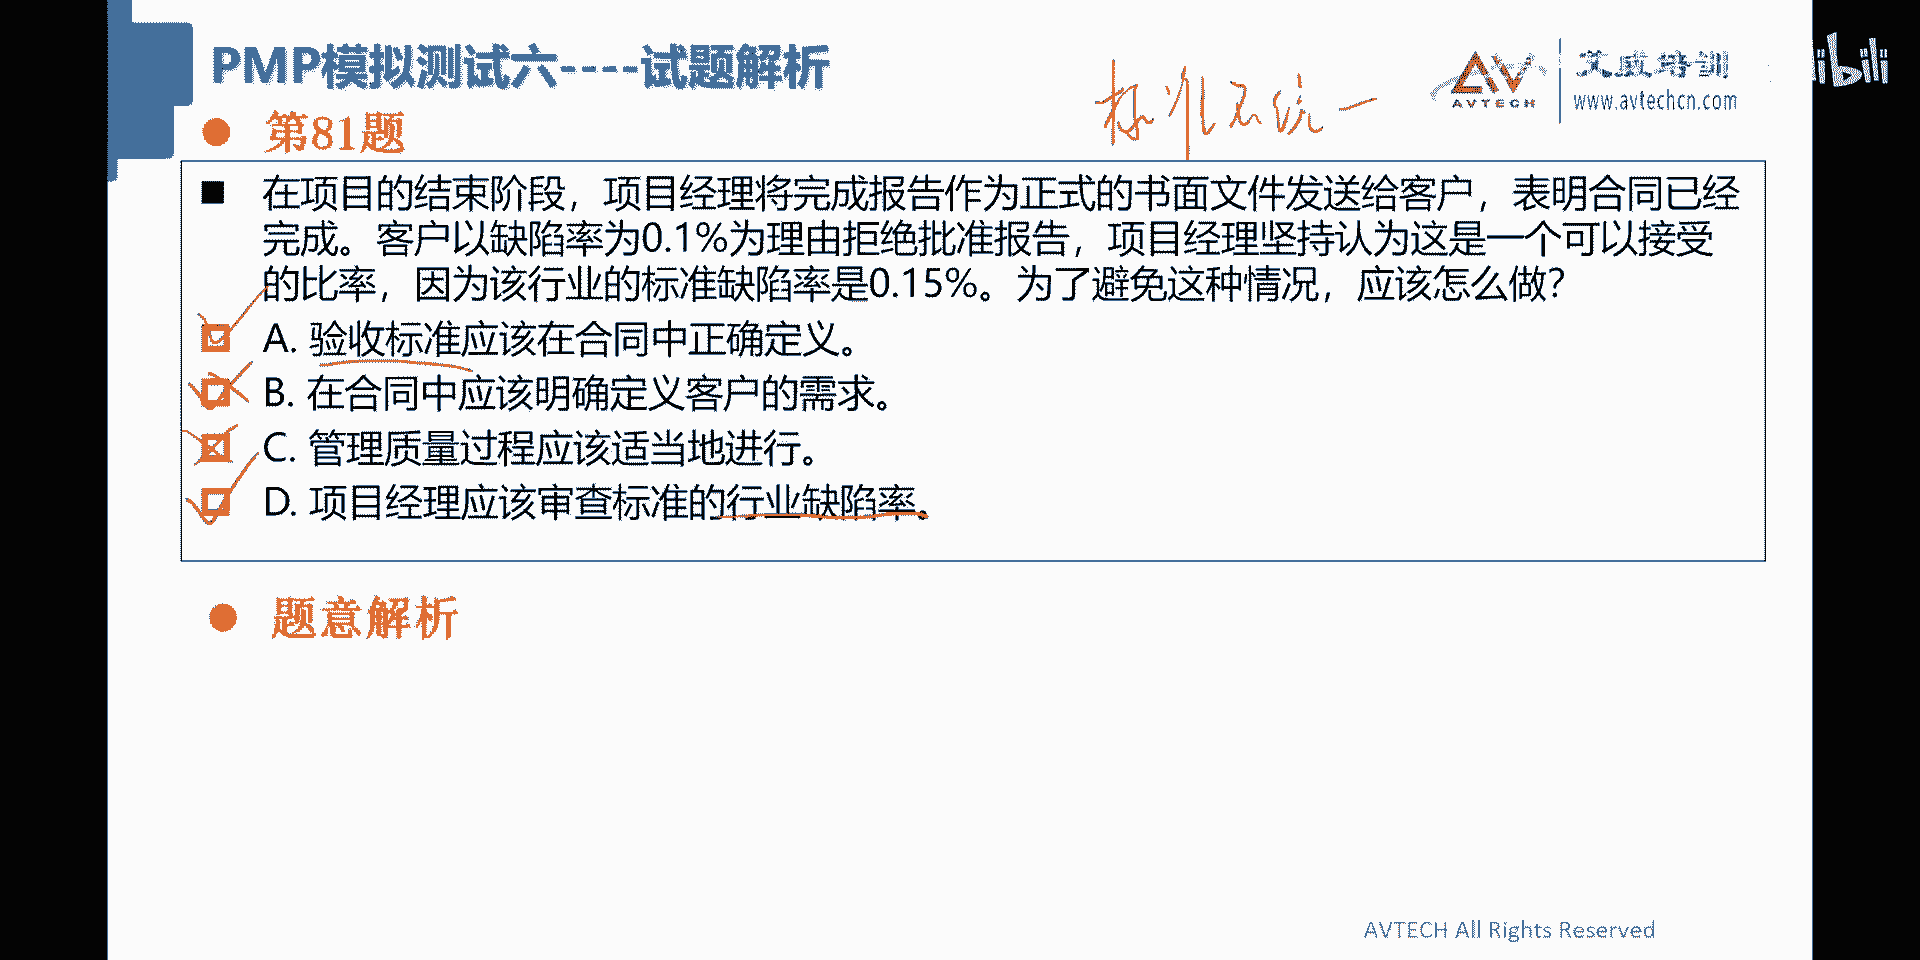 PMP模拟测试六----试题解析
标准不统一
AVTECH
艾威培训
www.avtechcn.com
bili
第81题
在项目的结束阶段，项目经理将完成报告作为正式的书面文件发送给客户，表明合同已经
完成。客户以缺陷率为0.1%为理由拒绝批准报告，项目经理坚持认为这是一个可以接受
的比率，因为该行业的标准缺陷率是0.15%。为了避免这种情况，应该怎么做？
A. 验收标准应该在合同中正确定义。
B. 在合同中应该明确定义客户的需求。
C. 管理质量过程应该适当地进行。
D. 项目经理应该审查标准的行业缺陷率。
题意解析
AVTECH All Rights Reserved